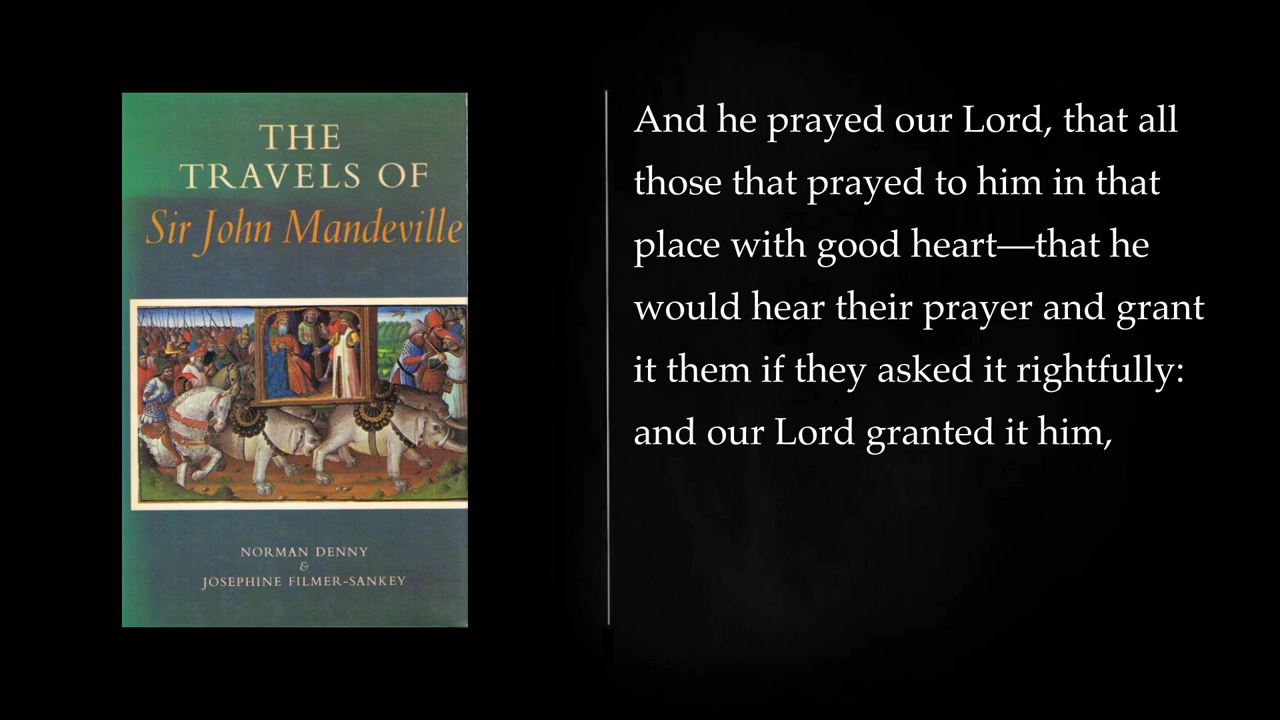 THE
TRAVELS OF
Sir John Mandeville
NORMAN DENNY
&
JOSEPHINE FILMER-SANKEY
And he prayed our Lord, that all
those that prayed to him in that
place with good heart—that he
would hear their prayer and grant
it them if they asked it rightfully:
and our Lord granted it him,